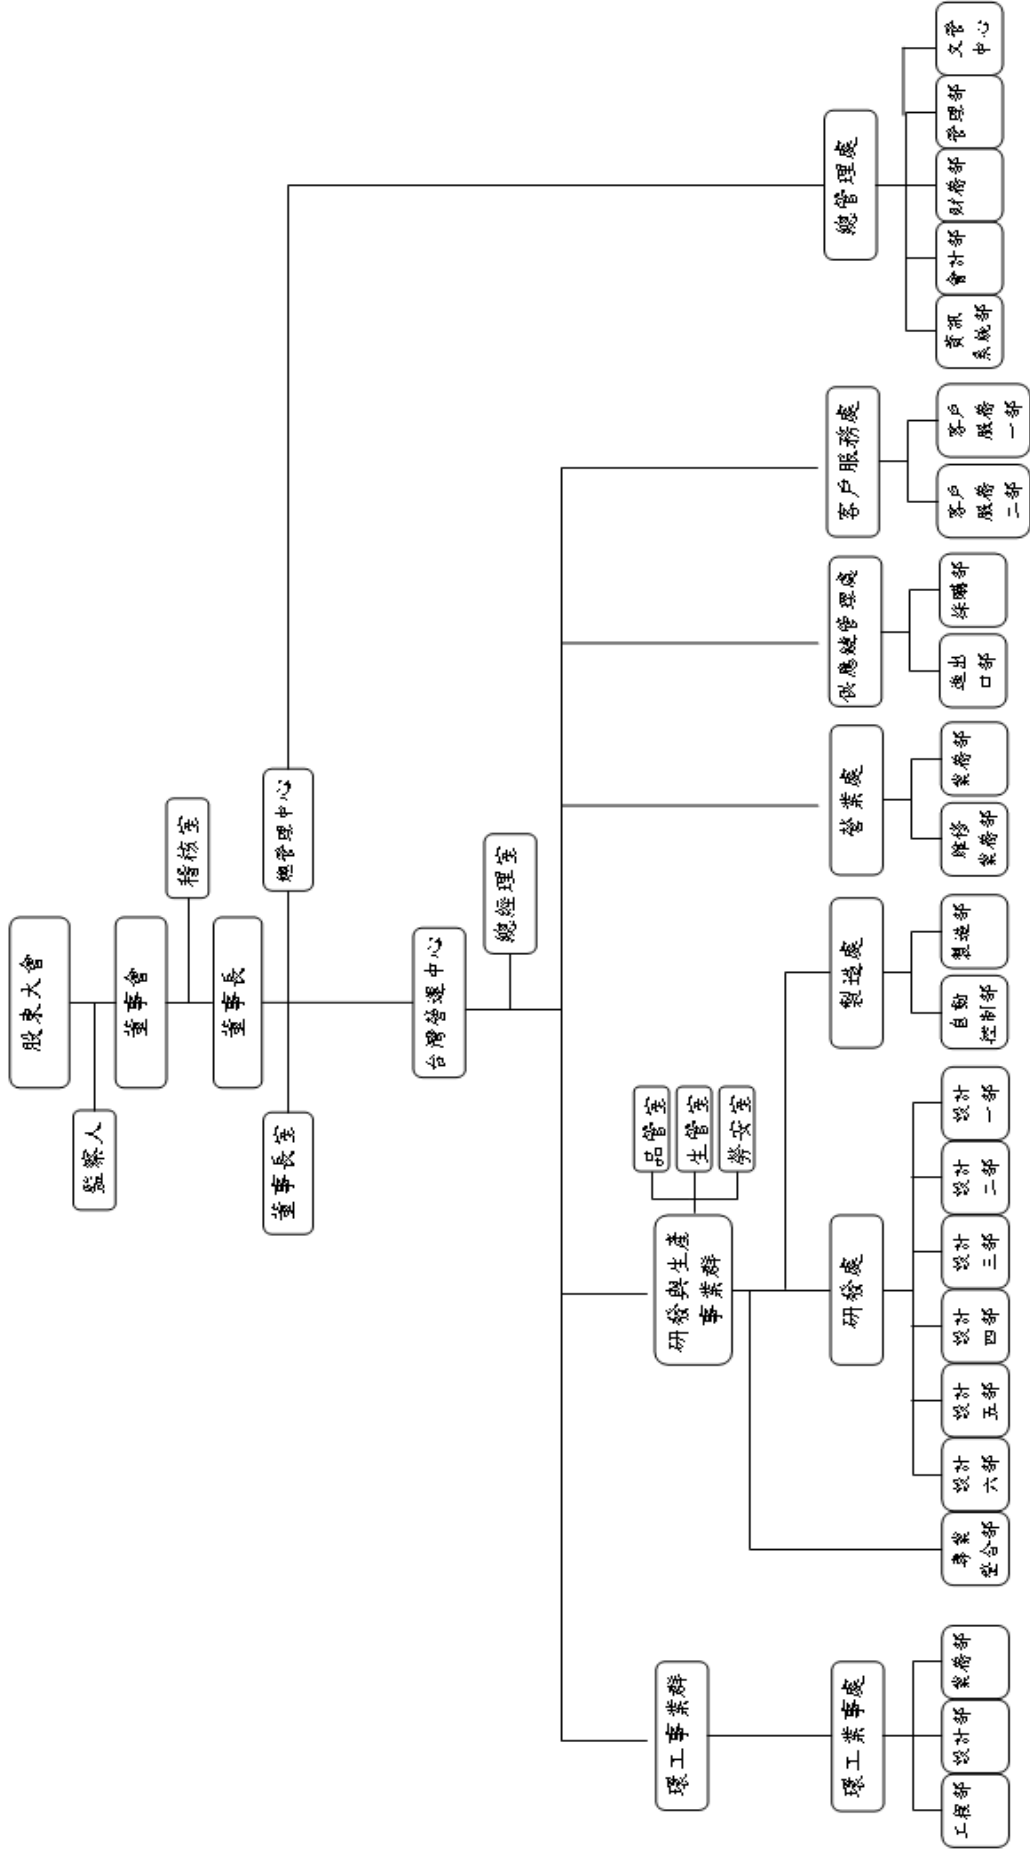 股東大會
監察人
董事會
稽核室
董事長
董事長室
總管理中心
台灣營運中心
總經理室
環工事業群
研發與生產
事業群
品管室
生管室
勞安室
環工業事處
研發處
製造處
營業處
供應鏈管理處
客戶服務處
總管理處
工程部
設計部
業務部
專業
整合部
設計
六部
設計
五部
設計
四部
設計
三部
設計
二部
設計
一部
自動
控制部
製造部
維修
業務部
業務部
進出
口部
採購部
客戶
服務
二部
客戶
服務
一部
資訊
系統部
會計部
財務部
管理部
文管
中心